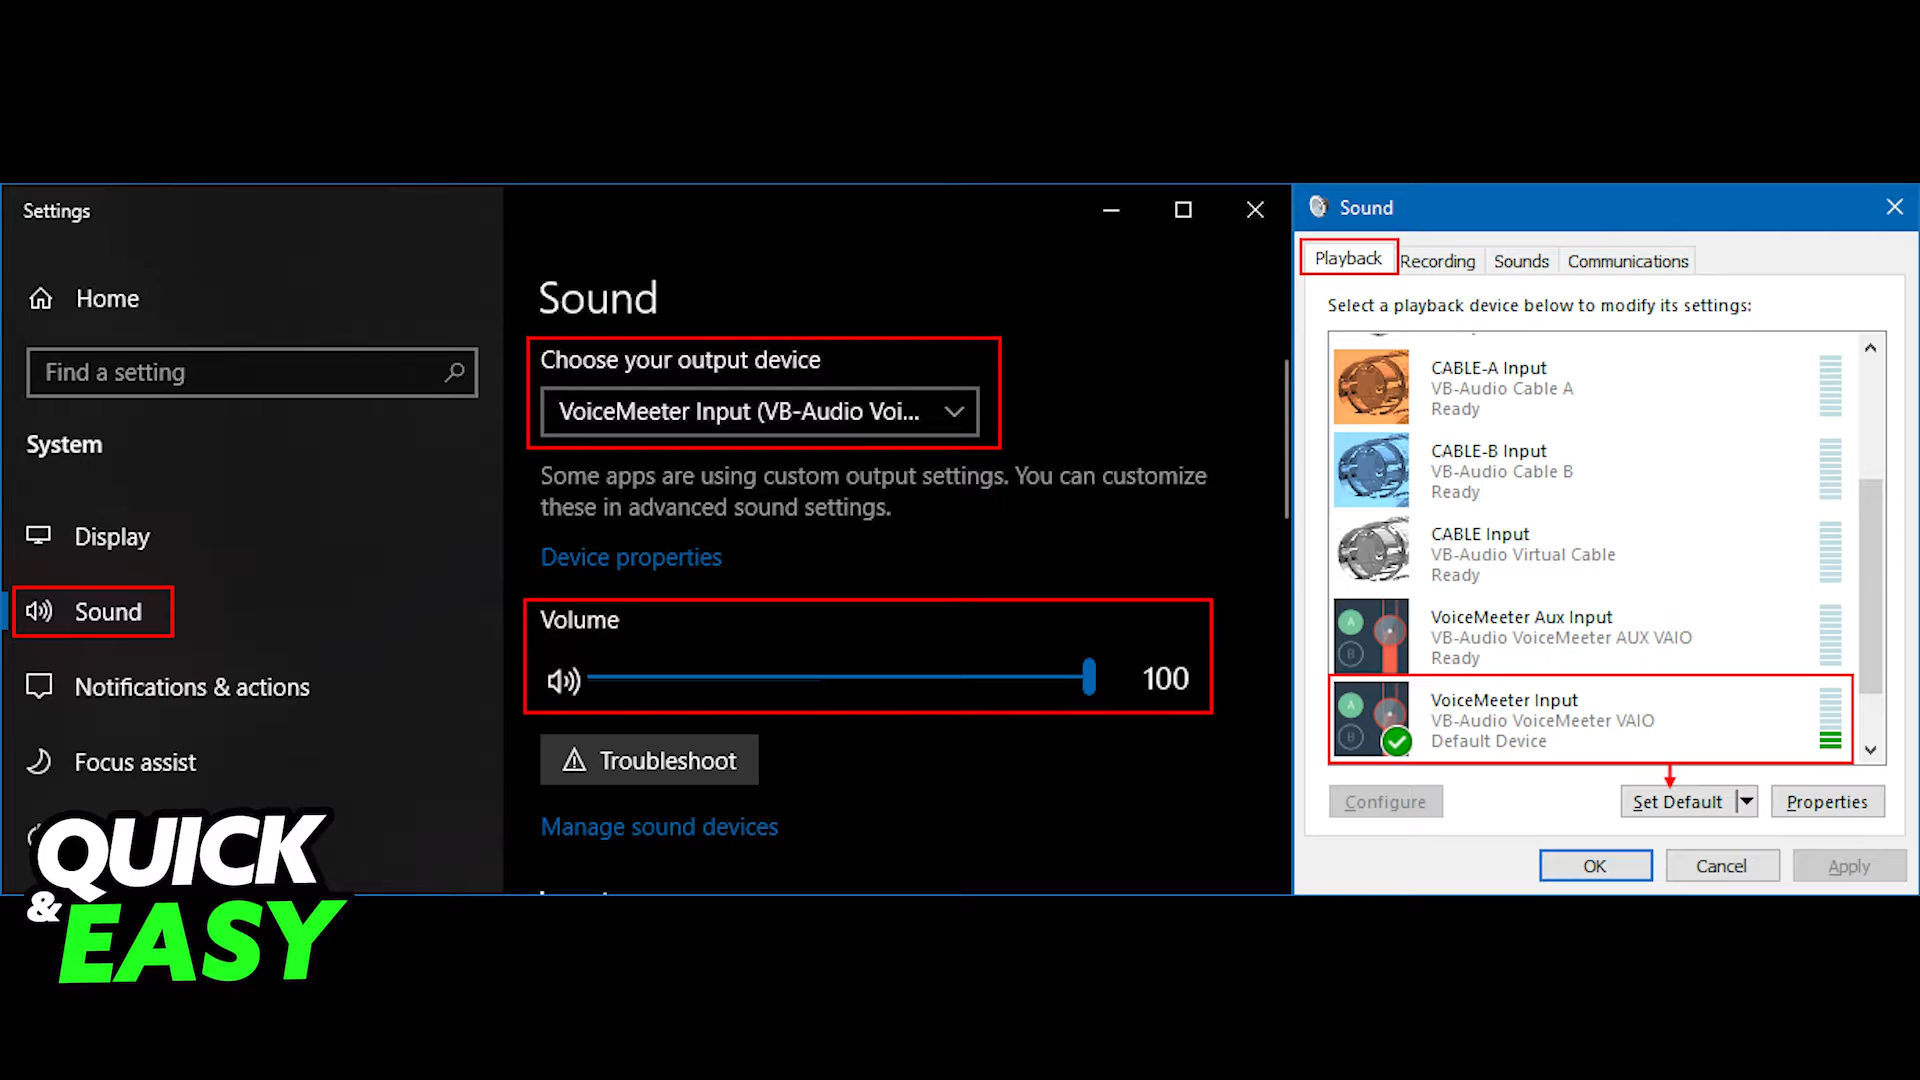 Settings
Home
Find a setting
System
Display
Sound
Notifications & actions
Focus assist
QUICK
&EASY
Sound
Choose your output device
VoiceMeeter Input (VB-Audio Voi...
Some apps are using custom output settings. You can customize
these in advanced sound settings.
Device properties
Volume
100
Troubleshoot
Manage sound devices
Sound
Playback Recording Sounds Communications
Select a playback device below to modify its settings:
CABLE-A Input
VB-Audio Cable A
Ready
CABLE-B Input
VB-Audio Cable B
Ready
CABLE Input
VB-Audio Virtual Cable
Ready
A
B
VoiceMeeter Aux Input
VB-Audio VoiceMeeter AUX VAIO
Ready
A
B
VoiceMeeter Input
VB-Audio VoiceMeeter VAIO
Default Device
Configure Set Default Properties
OK Cancel Apply